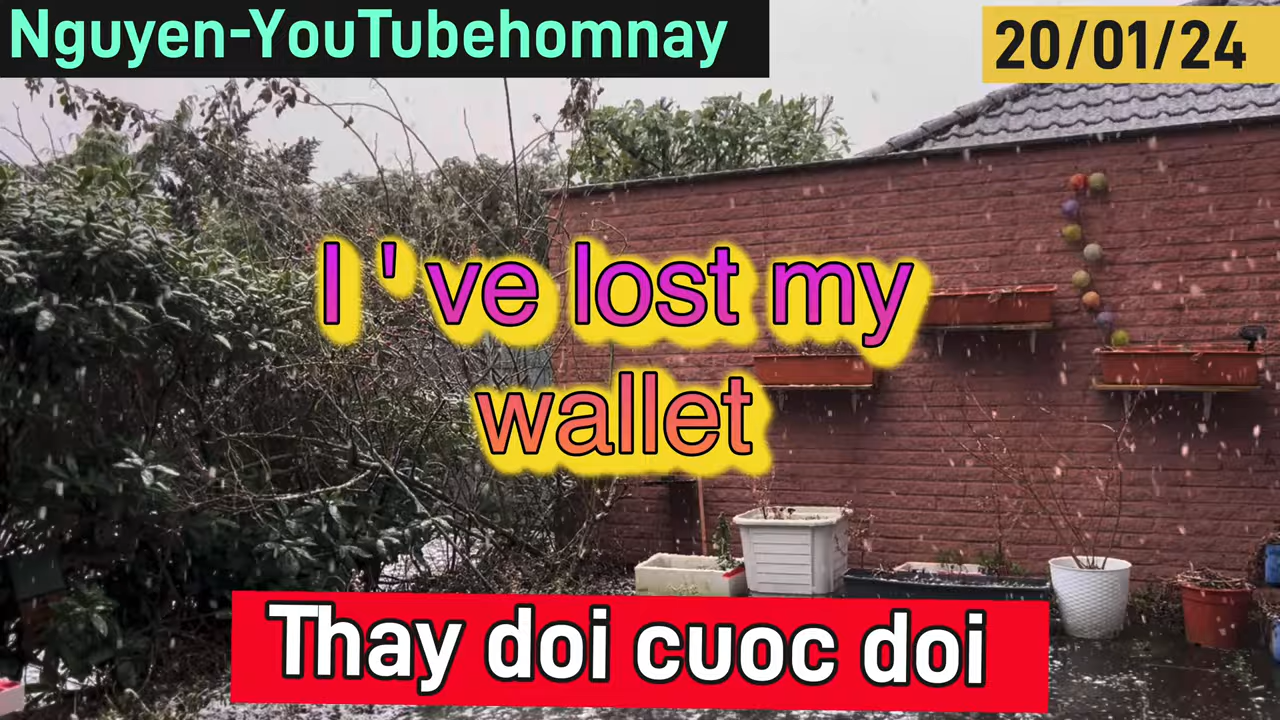 Nguyen-YouTubehomnay
20/01/24
I ' ve lost my
wallet
Thay doi cuoc doi